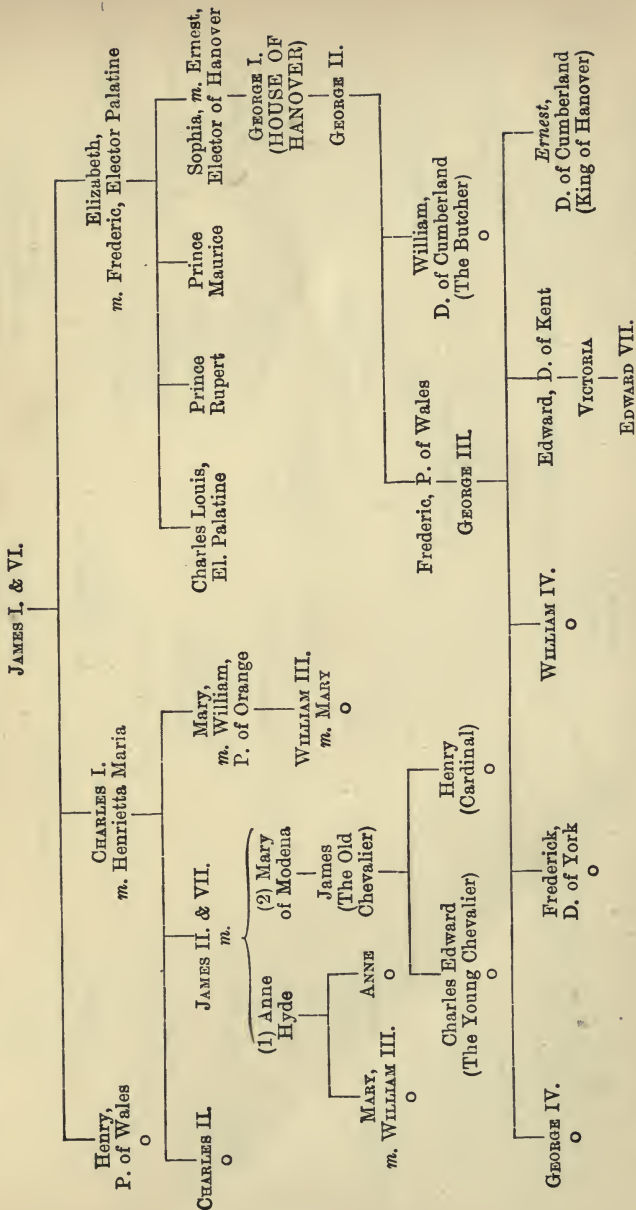 JAMES I. & VI.
Henry,
P. of Wales
O
CHARLES I.
m. Henrietta Maria
Elizabeth,
m. Frederic, Elector Palatine
CHARLES II.
O
JAMES II. & VII.
m.
Mary,
m. William,
P. of Orange
WILLIAM III.
m. MARY
O
Charles Louis,
El. Palatine
Prince
Rupert
Prince
Maurice
Sophia, m. Ernest,
Elector of Hanover
GEORGE I.
(HOUSE OF
HANOVER)
GEORGE II.
(1) Anne
Hyde
(2) Mary
of Modena
MARY,
m. WILLIAM III.
O
ANNE
O
James
(The Old
Chevalier)
Charles Edward
(The Young Chevalier)
O
Henry
(Cardinal)
O
Frederic, P. of Wales
GEORGE III.
William,
D. of Cumberland
(The Butcher)
O
GEORGE IV.
O
Frederick,
D. of York
O
WILLIAM IV.
O
Edward, D. of Kent
VICTORIA
EDWARD VII.
Ernest,
D. of Cumberland
(King of Hanover)